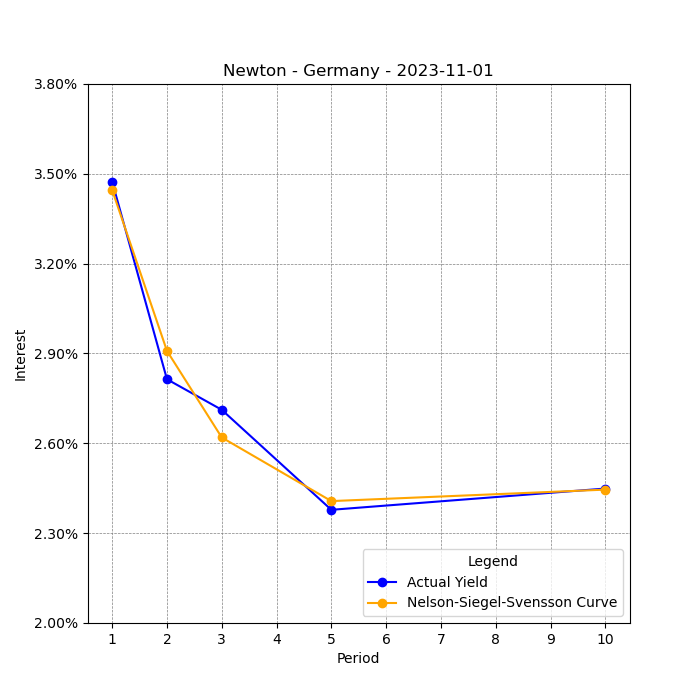 Newton - Germany - 2023-11-01
3.80%
3.50%
3.20%
2.90%
2.60%
2.30%
2.00%
Interest
1 2 3 4 5 6 7 8 9 10
Period
Legend
Actual Yield
Nelson-Siegel-Svensson Curve